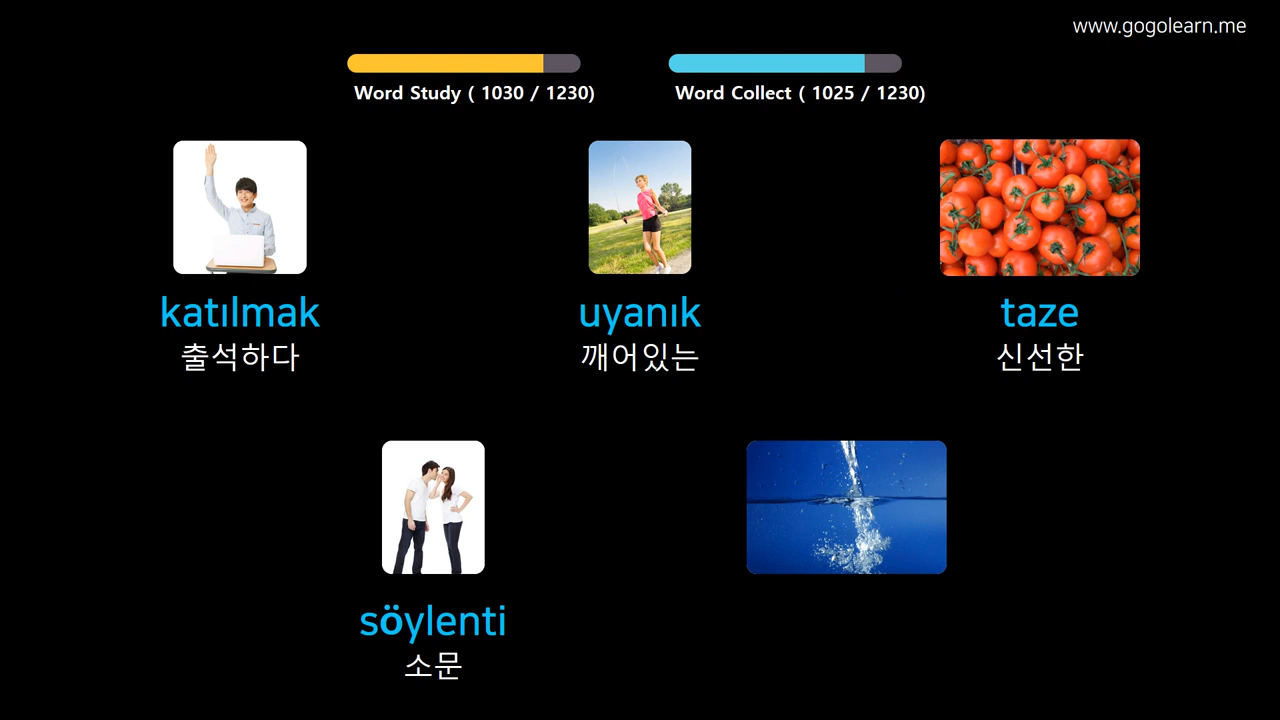 www.gogolearn.me
Word Study ( 1030 / 1230)
Word Collect ( 1025 / 1230)
katılmak
출석하다
uyanık
깨어있는
taze
신선한
söylenti
소문